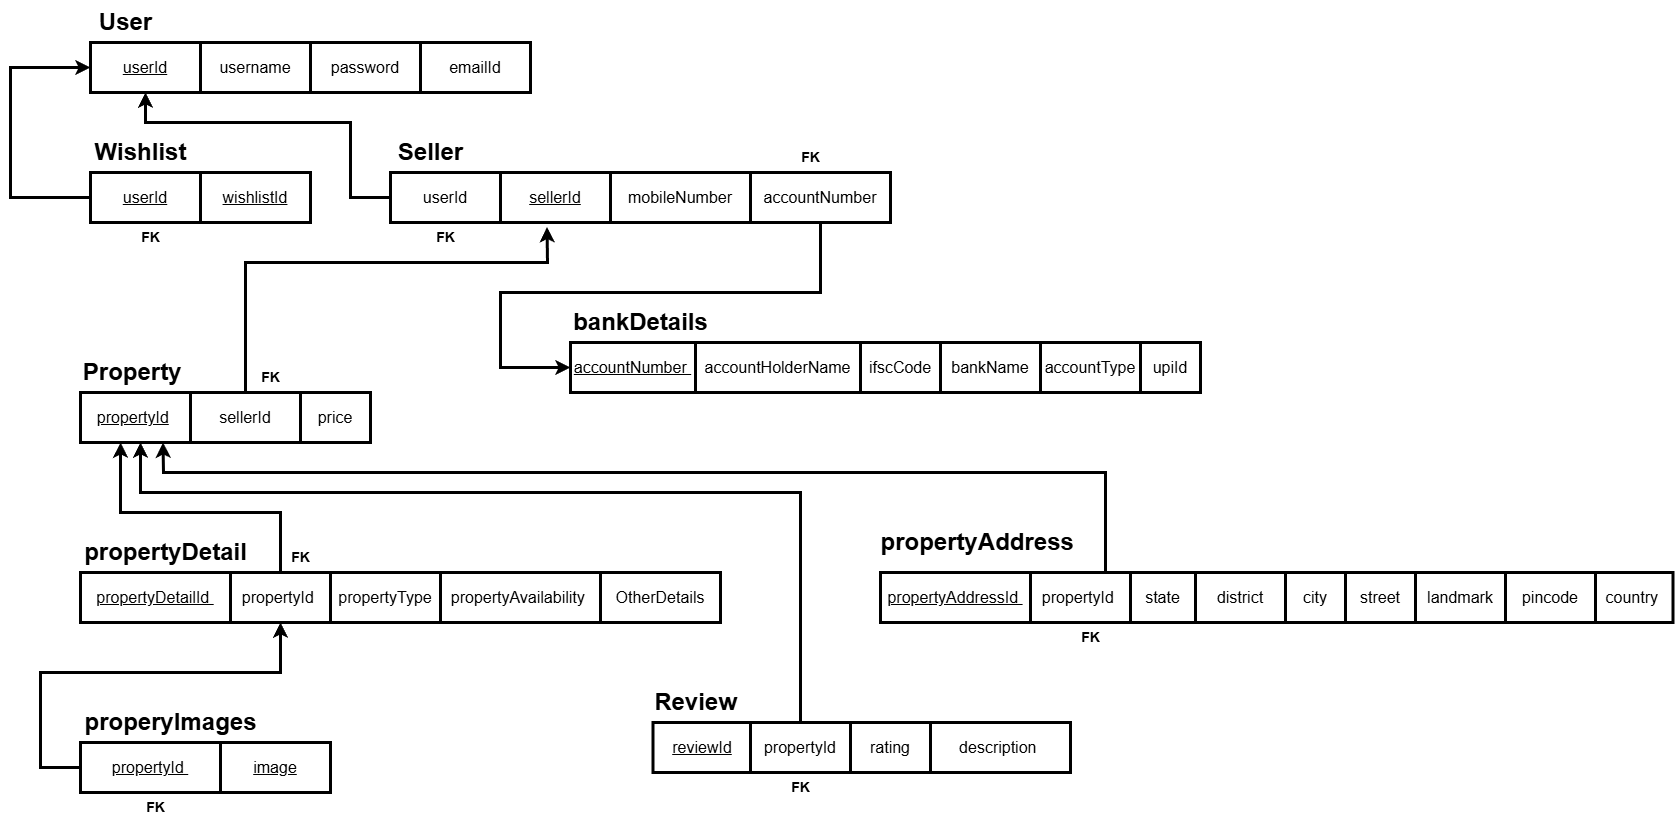 User
userId username password emailId
Wishlist Seller FK
userId wishlistId userId sellerId mobileNumber accountNumber
FK FK
bankDetails
accountNumber accountHolderName ifscCode bankName accountType upiId
Property FK
propertyId sellerId price
propertyDetail FK propertyAddress
propertyDetailId propertyId propertyType propertyAvailability OtherDetails propertyAddressId propertyId state district city street landmark pincode country
FK
properyImages Review
propertyId image reviewId propertyId rating description
FK FK